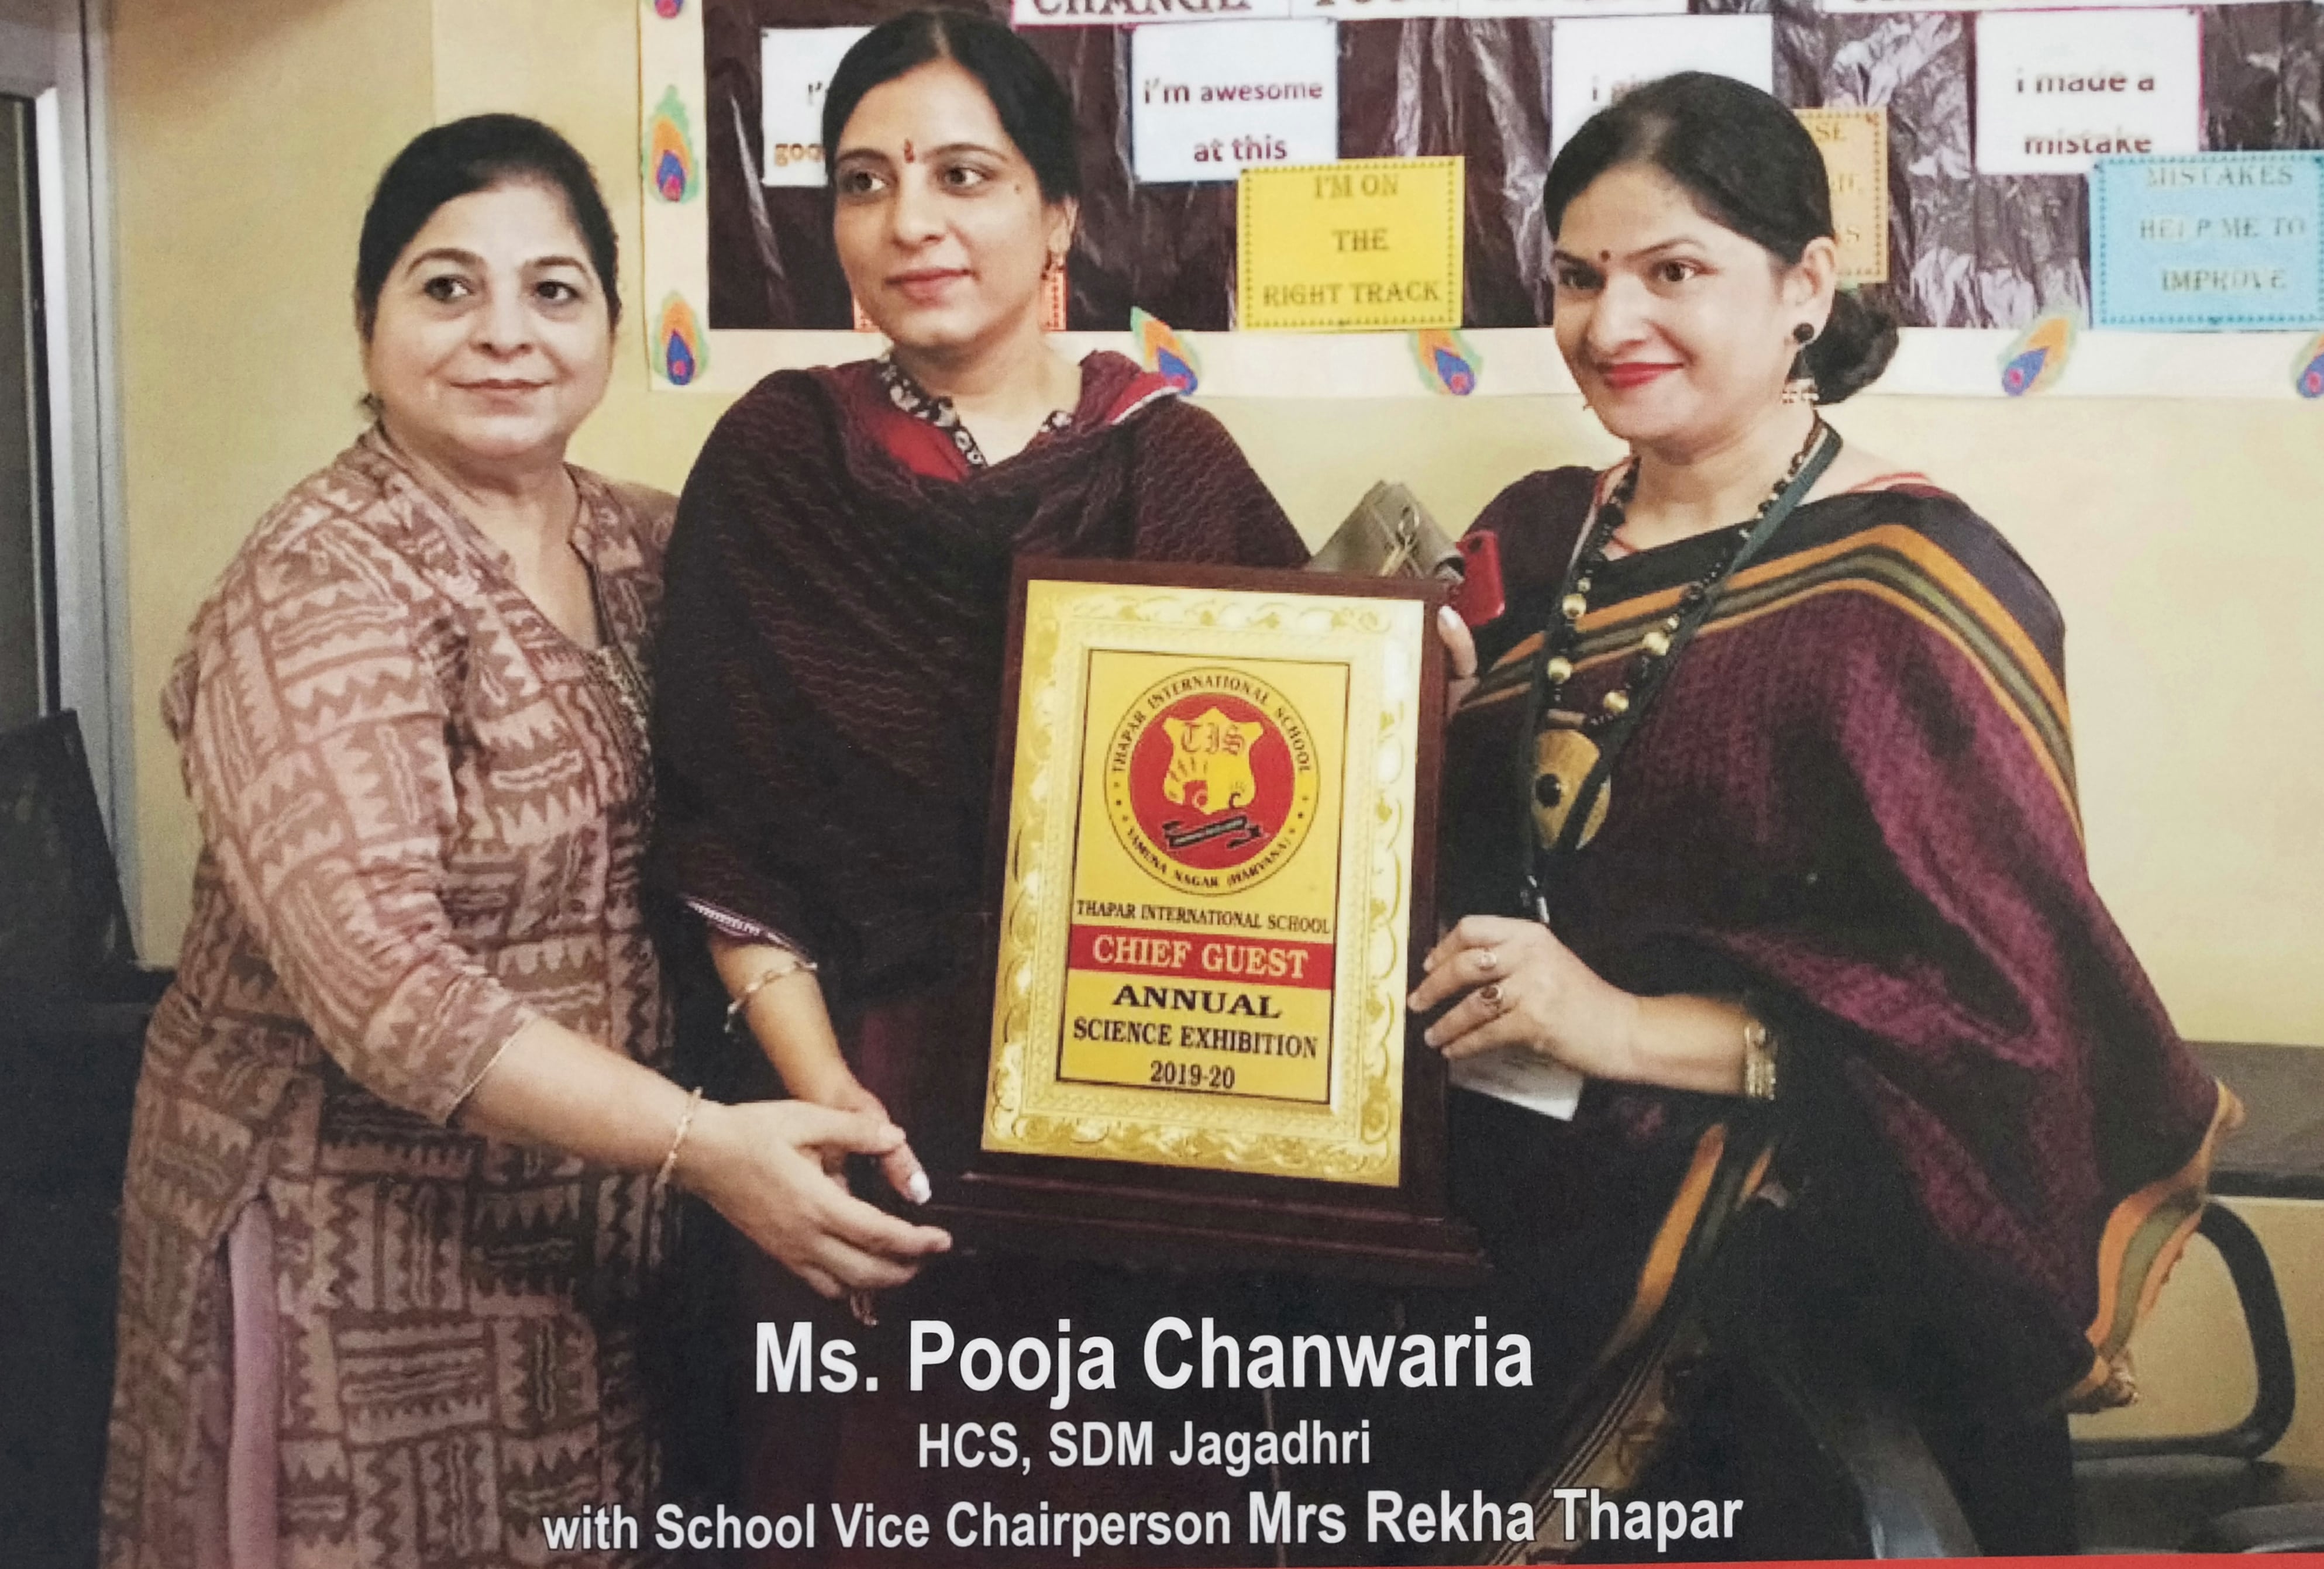 CHANGE YOUR
i'm awesome
at this
i made a
mistake
I'M ON
THE
RIGHT TRACK
MISTAKES
HELP ME TO
IMPROVE
THAPAR INTERNATIONAL SCHOOL
TIS
YAMUNA NAGAR (HARYANA)
THAPAR INTERNATIONAL SCHOOL
CHIEF GUEST
ANNUAL
SCIENCE EXHIBITION
2019-20
Ms. Pooja Chanwaria
HCS, SDM Jagadhri
with School Vice Chairperson Mrs Rekha Thapar